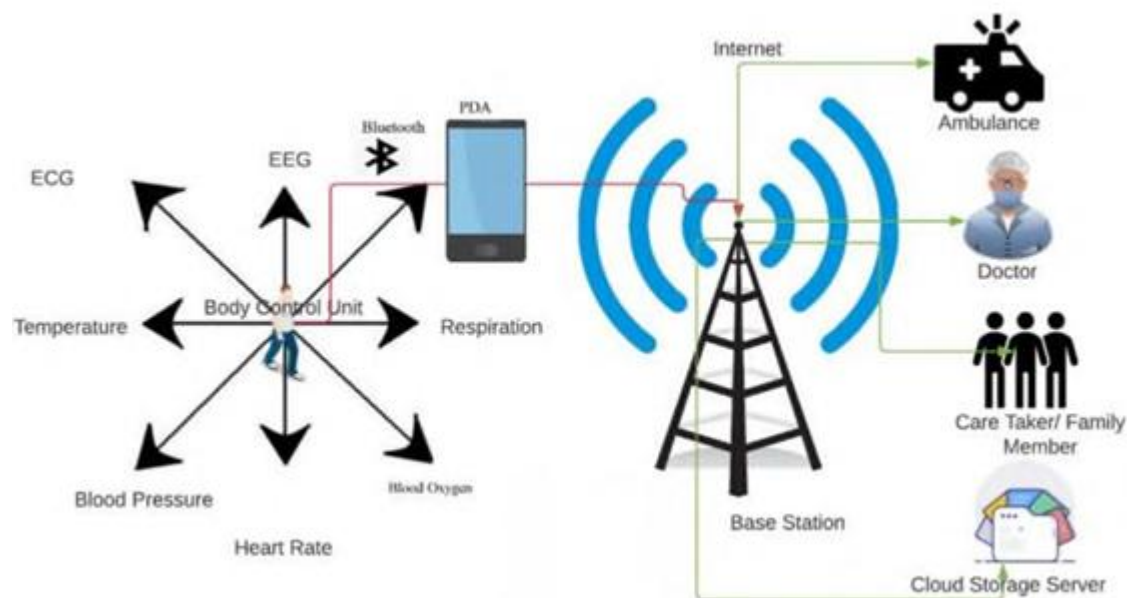 Internet
PDA
Ambulance
Bluetooth
EEG
ECG
Doctor
Body Control Unit
Temperature
Respiration
Care Taker/ Family
Member
Blood Pressure
Blood Oxygen
Base Station
Heart Rate
Cloud Storage Server